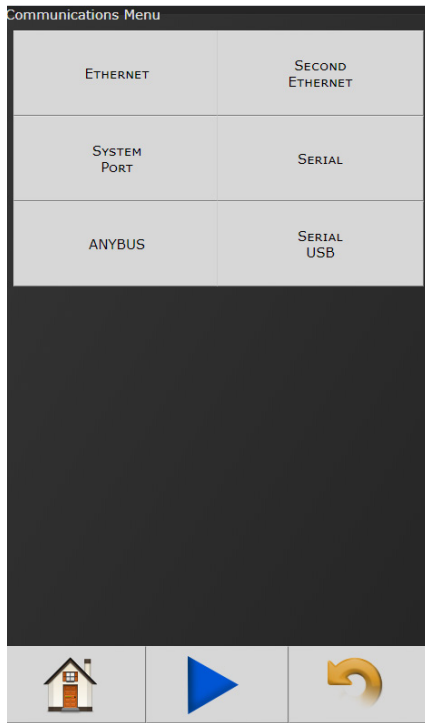 Communications Menu
Ethernet
Second
Ethernet
System
Port
Serial
ANYBUS
Serial
USB